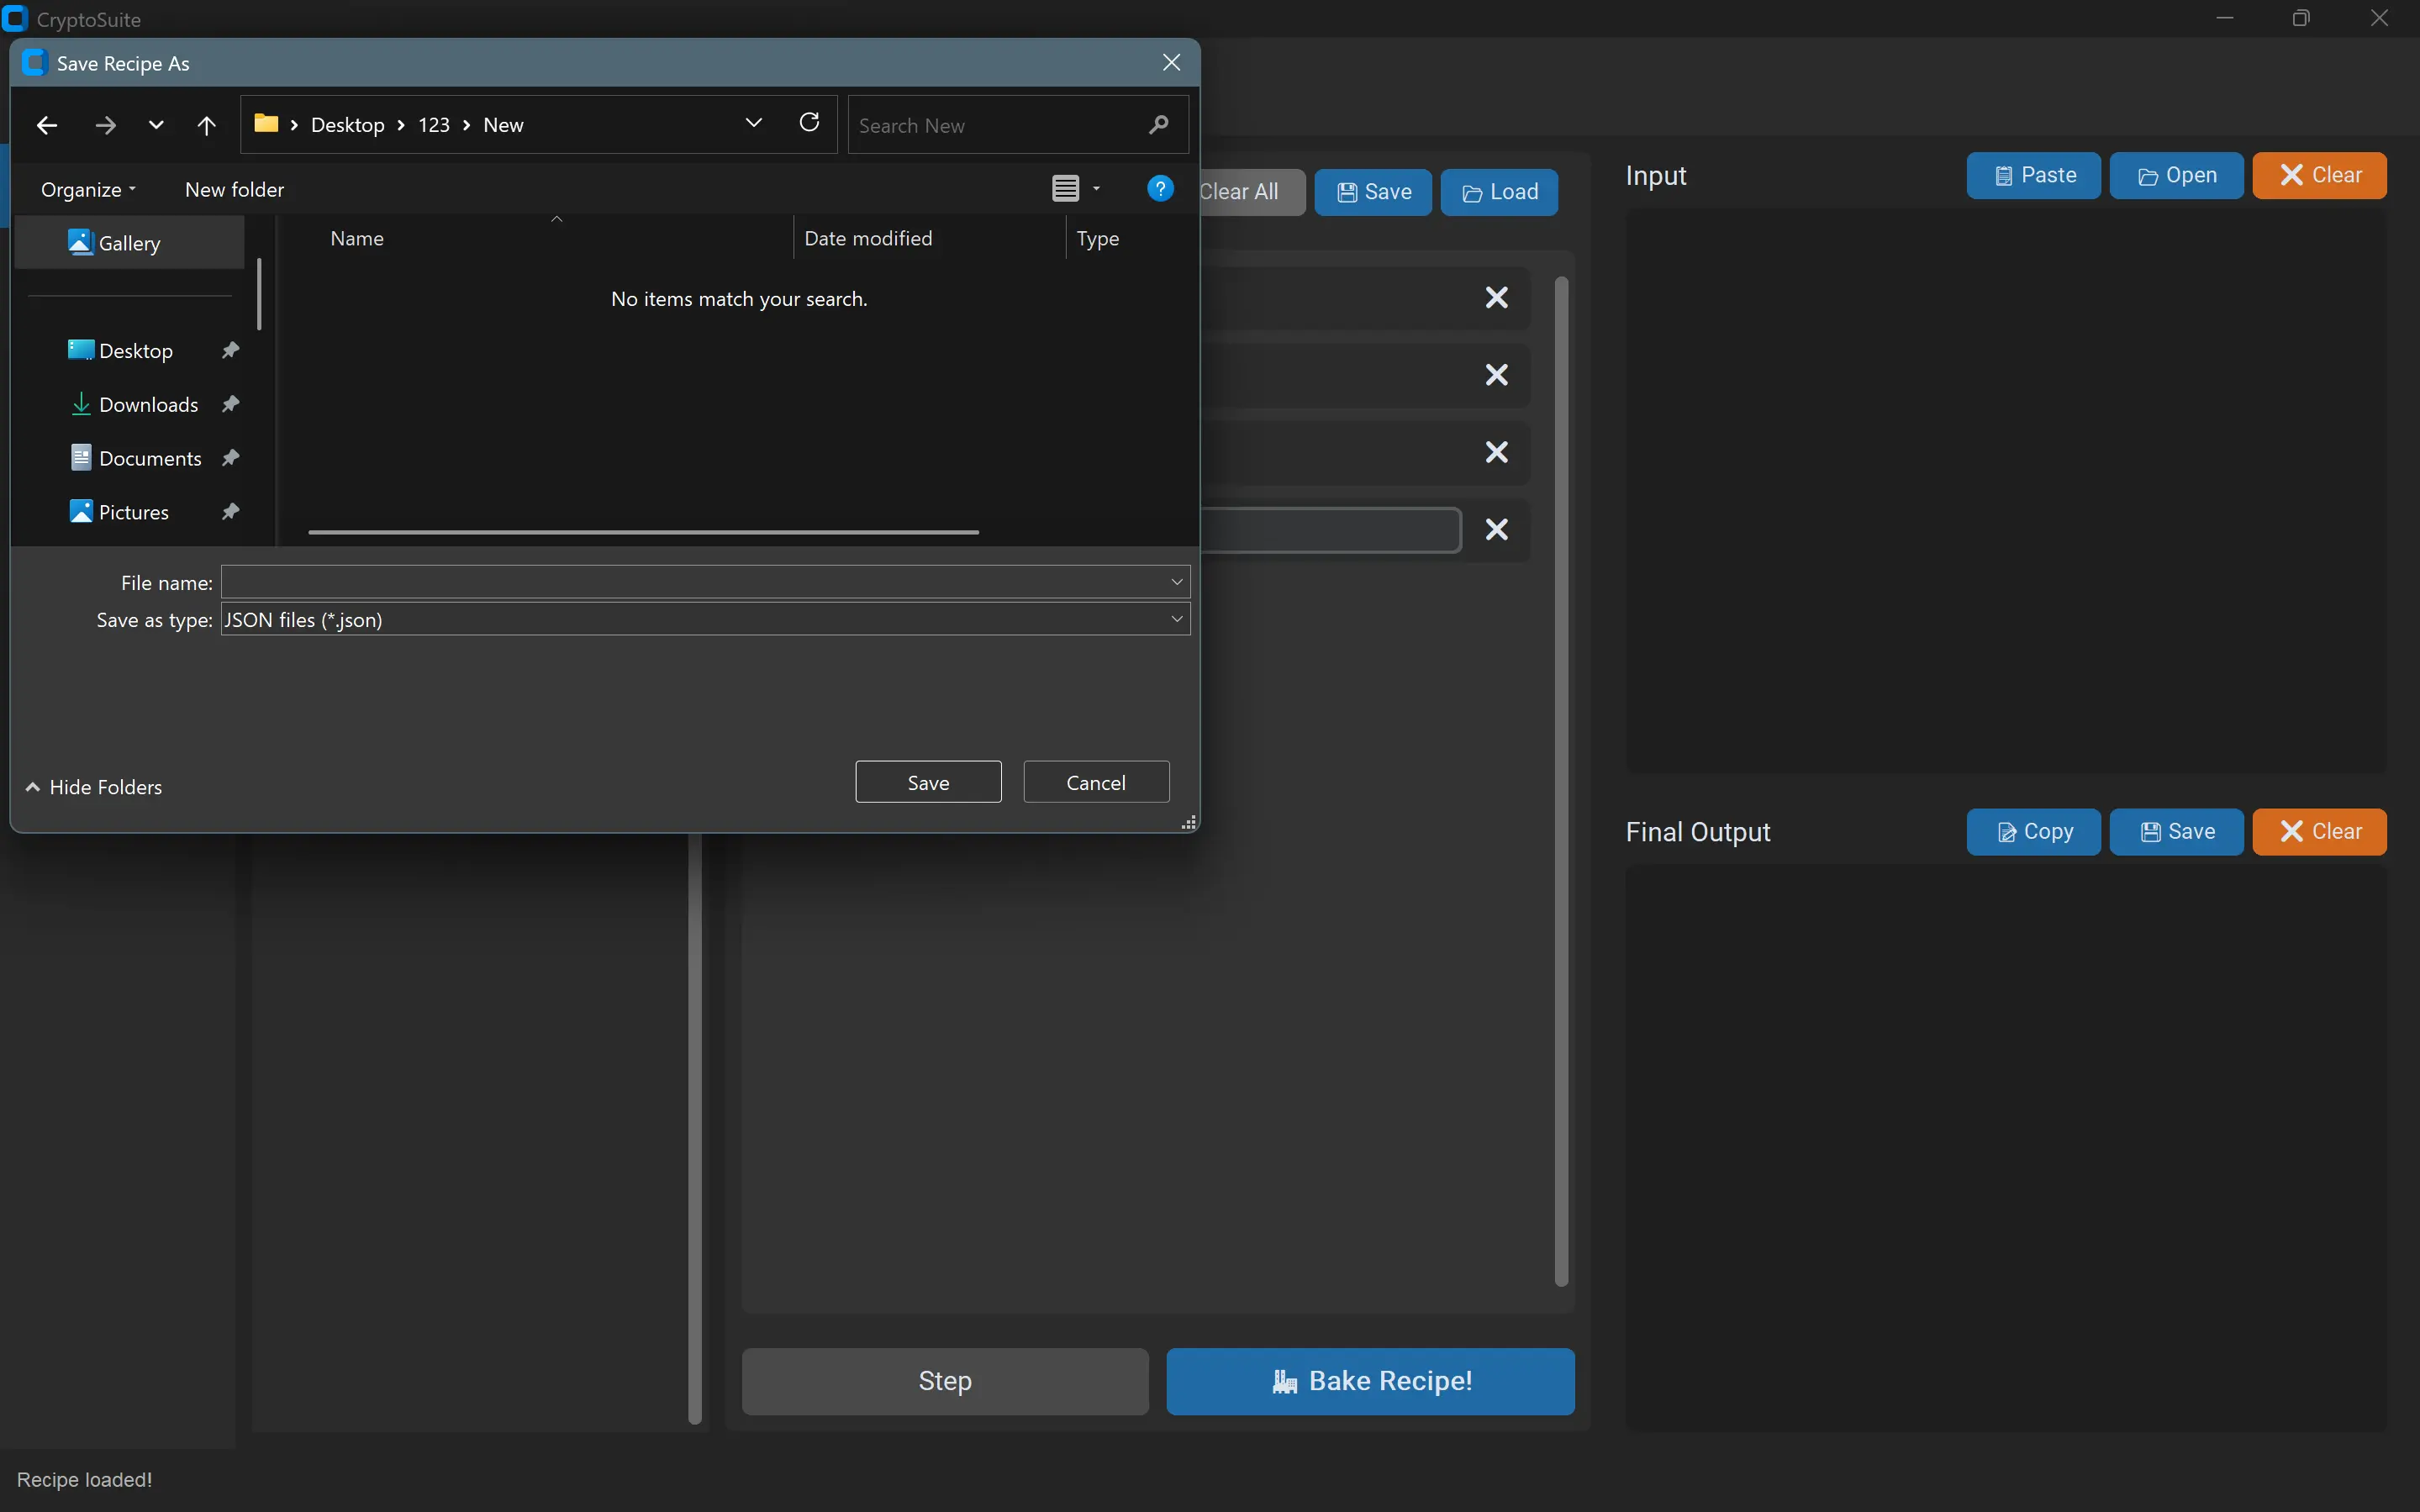 CryptoSuite
Save Recipe As
Desktop > 123 > New
Search New
Organize
New folder
?
Gallery
Desktop
Downloads
Documents
Pictures
Name
Date modified
Type
No items match your search.
File name:
Save as type: JSON files (*.json)
Hide Folders
Save
Cancel
Clear All
Save
Load
Step
Bake Recipe!
Input
Paste
Open
Clear
Final Output
Copy
Save
Clear
Recipe loaded!